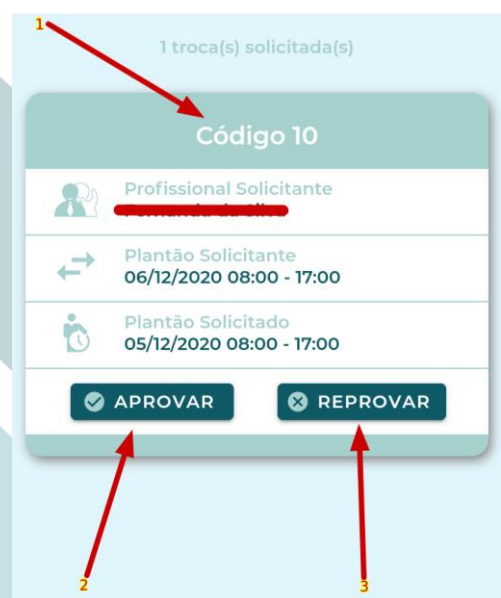 1
1 troca(s) solicitada(s)
Código 10
Profissional Solicitante
Plantão Solicitante
06/12/2020 08:00 - 17:00
Plantão Solicitado
05/12/2020 08:00 - 17:00
APROVAR
REPROVAR
2
3